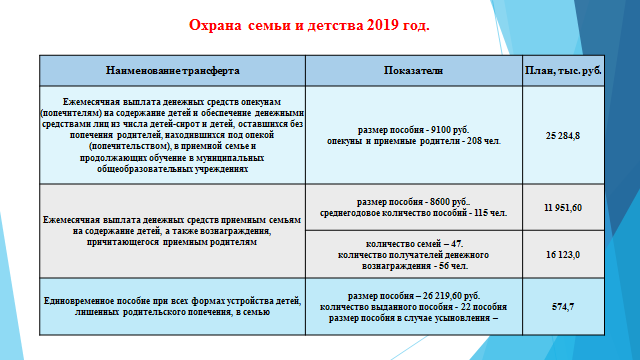 Охрана семьи и детства 2019 год.
Наименование трансферта
Показатели
План, тыс. руб.
Ежемесячная выплата денежных средств опекунам
(попечителям) на содержание детей и обеспечение денежными
средствами лиц из числа детей-сирот и детей, оставшихся без
попечения родителей, находившихся под опекой
(попечительством), в приемной семье и
продолжающих обучение в муниципальных
общеобразовательных учреждениях
размер пособия - 9100 руб.
опекуны и приемные родители - 208 чел.
25 284,8
Ежемесячная выплата денежных средств приемным семьям
на содержание детей, а также вознаграждения,
причитающегося приемным родителям
размер пособия - 8600 руб..
среднегодовое количество пособий - 115 чел.
11 951,60
количество семей – 47.
количество получателей денежного
вознаграждения - 56 чел.
16 123,0
Единовременное пособие при всех формах устройства детей,
лишенных родительского попечения, в семью
размер пособия – 26 219,60 руб.
количество выданного пособия - 22 пособия
размер пособия в случае усыновления –
574,7